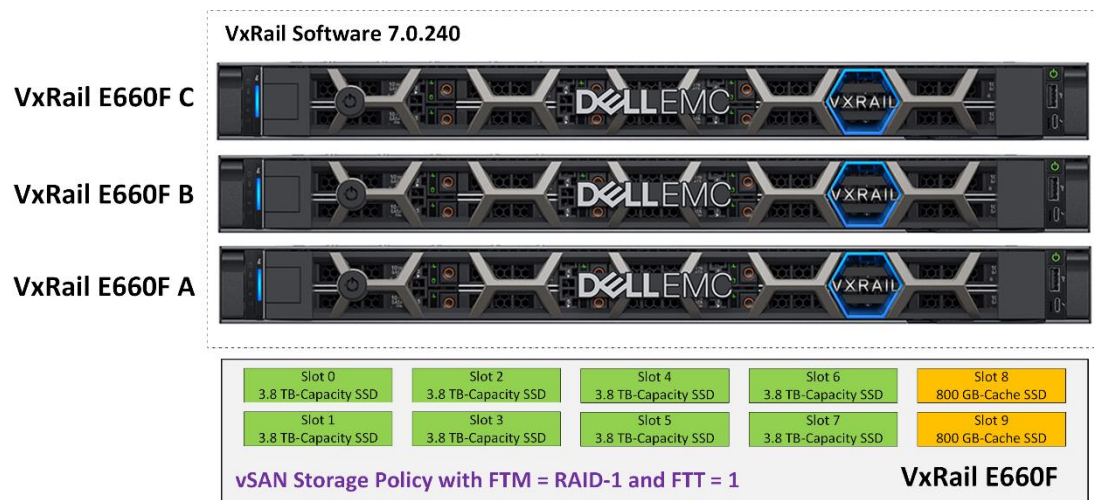 VxRail Software 7.0.240
VxRail E660F C
DELLEMC
VXRAIL
VxRail E660F B
DELLEMC
VXRAIL
VxRail E660F A
DELLEMC
VXRAIL
Slot 0
3.8 TB-Capacity SSD
Slot 2
3.8 TB-Capacity SSD
Slot 4
3.8 TB-Capacity SSD
Slot 6
3.8 TB-Capacity SSD
Slot 8
800 GB-Cache SSD
Slot 1
3.8 TB-Capacity SSD
Slot 3
3.8 TB-Capacity SSD
Slot 5
3.8 TB-Capacity SSD
Slot 7
3.8 TB-Capacity SSD
Slot 9
800 GB-Cache SSD
vSAN Storage Policy with FTM = RAID-1 and FTT = 1
VxRail E660F